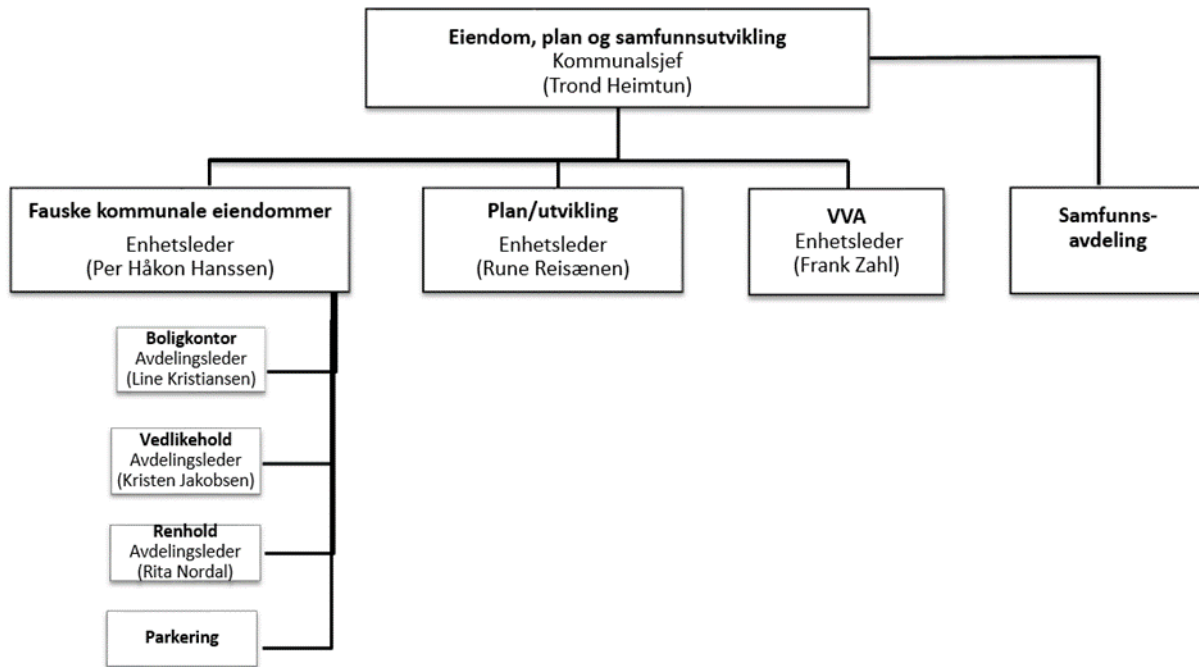 Eiendom, plan og samfunnsutvikling
Kommunalsjef
(Trond Heimtun)
Fauske kommunale eiendommer
Enhetsleder
(Per Håkon Hanssen)
Plan/utvikling
Enhetsleder
(Rune Reisænen)
VVA
Enhetsleder
(Frank Zahl)
Samfunns-
avdeling
Boligkontor
Avdelingsleder
(Line Kristiansen)
Vedlikehold
Avdelingsleder
(Kristen Jakobsen)
Renhold
Avdelingsleder
(Rita Nordal)
Parkering